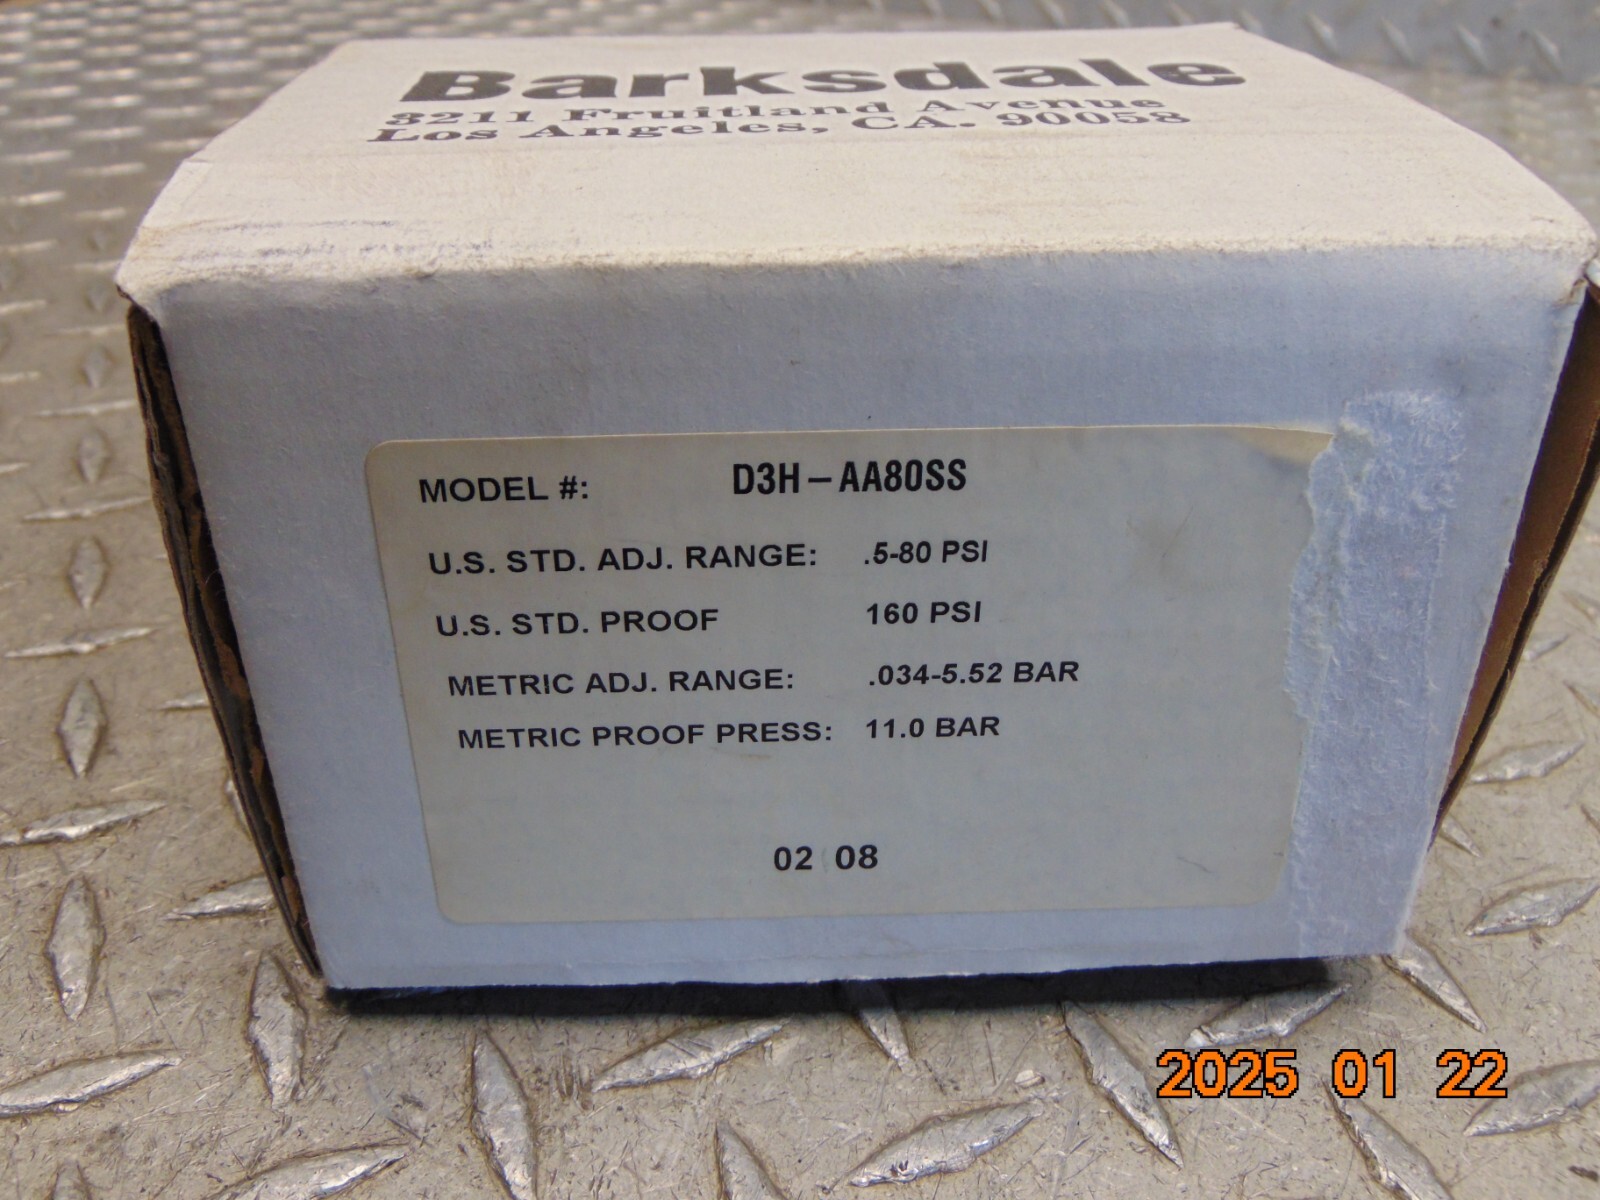 Barksdale
3211 Fruitland Avenue
Los Angeles, CA. 90058
MODEL #: D3H-AA80SS
U.S. STD. ADJ. RANGE: .5-80 PSI
U.S. STD. PROOF 160 PSI
METRIC ADJ. RANGE: .034-5.52 BAR
METRIC PROOF PRESS: 11.0 BAR
02 08
2025 01 22